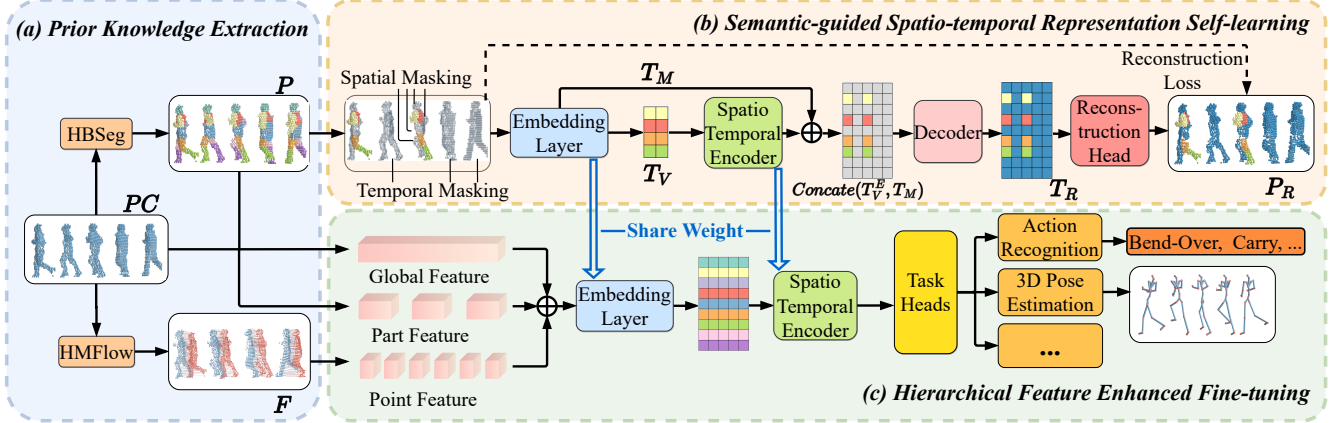 (a) Prior Knowledge Extraction
P
HBSeg
PC
HMFlow
F
(b) Semantic-guided Spatio-temporal Representation Self-learning
Spatial Masking
Temporal Masking
T_M
Embedding
Layer
T_V
Spatio
Temporal
Encoder
Concate(T_V^E, T_M)
Decoder
T_R
Recons-
truction
Head
Reconstruction
Loss
P_R
Share Weight
Global Feature
Part Feature
Point Feature
Embedding
Layer
Spatio
Temporal
Encoder
Task
Heads
Action
Recognition
Bend-Over, Carry, ...
3D Pose
Estimation
...
(c) Hierarchical Feature Enhanced Fine-tuning